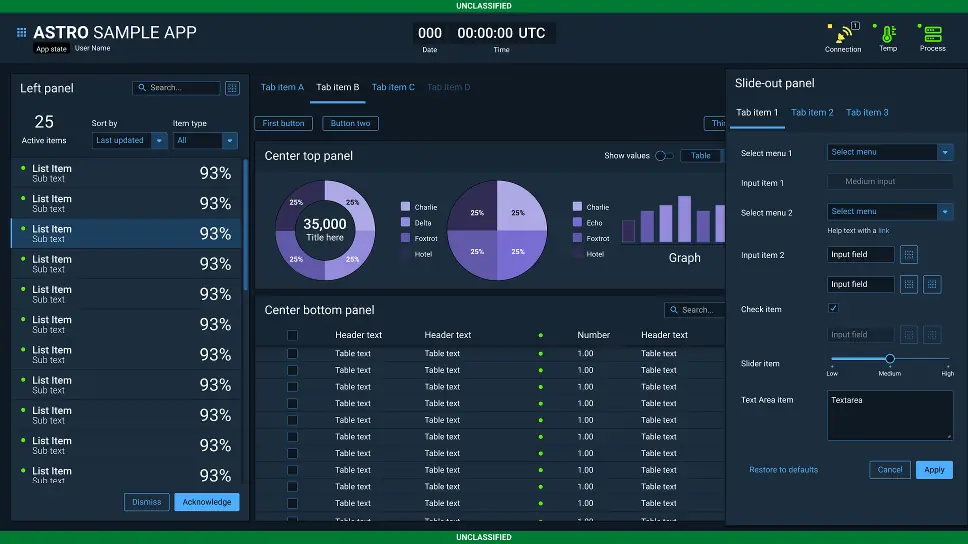 UNCLASSIFIED
ASTRO SAMPLE APP
App state User Name
000 00:00:00 UTC
Date Time
1
Connection Temp Process
Left panel
Search...
25
Active items
Sort by Item type
Last updated All
List Item
Sub text
93%
List Item
Sub text
93%
List Item
Sub text
93%
List Item
Sub text
93%
List Item
Sub text
93%
List Item
Sub text
93%
List Item
Sub text
93%
List Item
Sub text
93%
List Item
Sub text
93%
List Item
Sub text
93%
List Item
Sub text
93%
Dismiss Acknowledge
Tab item A Tab item B Tab item C Tab item D
First button Button two Thi
Center top panel
Show values Table
25% 25%
35,000
Title here
25% 25%
Charlie
Delta
Foxtrot
Hotel
25% 25%
25% 25%
Charlie
Echo
Foxtrot
Hotel
Graph
Center bottom panel
Search...
Header text Header text Number Header text
Table text Table text 1.00 Table text
Table text Table text 1.00 Table text
Table text Table text 1.00 Table text
Table text Table text 1.00 Table text
Table text Table text 1.00 Table text
Table text Table text 1.00 Table text
Table text Table text 1.00 Table text
Table text Table text 1.00 Table text
Table text Table text 1.00 Table text
Table text Table text 1.00 Table text
Table text Table text 1.00 Table text
Slide-out panel
Tab item 1 Tab item 2 Tab item 3
Select menu 1 Select menu
Input item 1 Medium input
Select menu 2 Select menu
Help text with a link
Input item 2 Input field
Input field
Check item
Input field
Slider item
Low Medium High
Text Area item Textarea
Restore to defaults Cancel Apply
UNCLASSIFIED